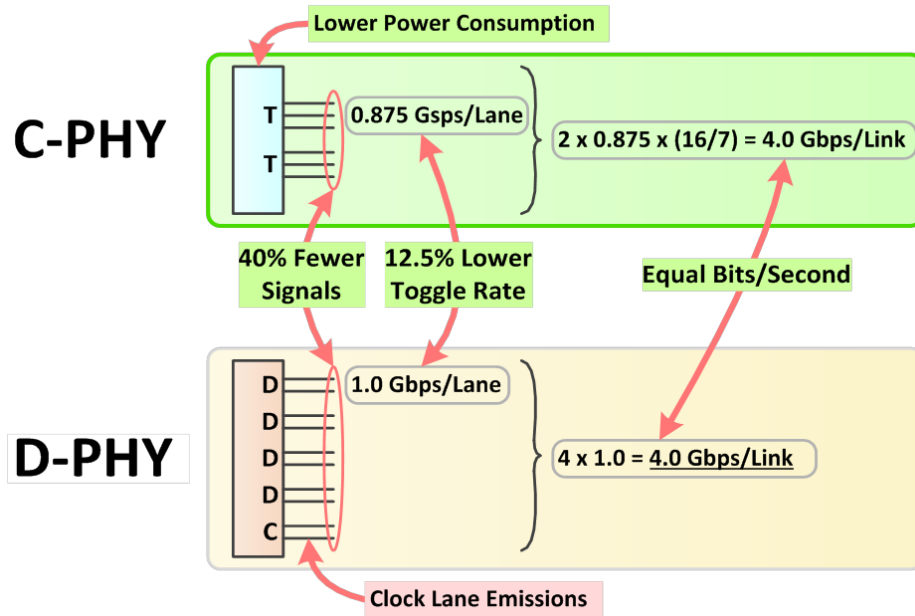 Lower Power Consumption
C-PHY
T
T
0.875 Gsps/Lane
2 x 0.875 x (16/7) = 4.0 Gbps/Link
40% Fewer
Signals
12.5% Lower
Toggle Rate
Equal Bits/Second
D-PHY
D
D
D
D
C
1.0 Gbps/Lane
4 x 1.0 = 4.0 Gbps/Link
Clock Lane Emissions